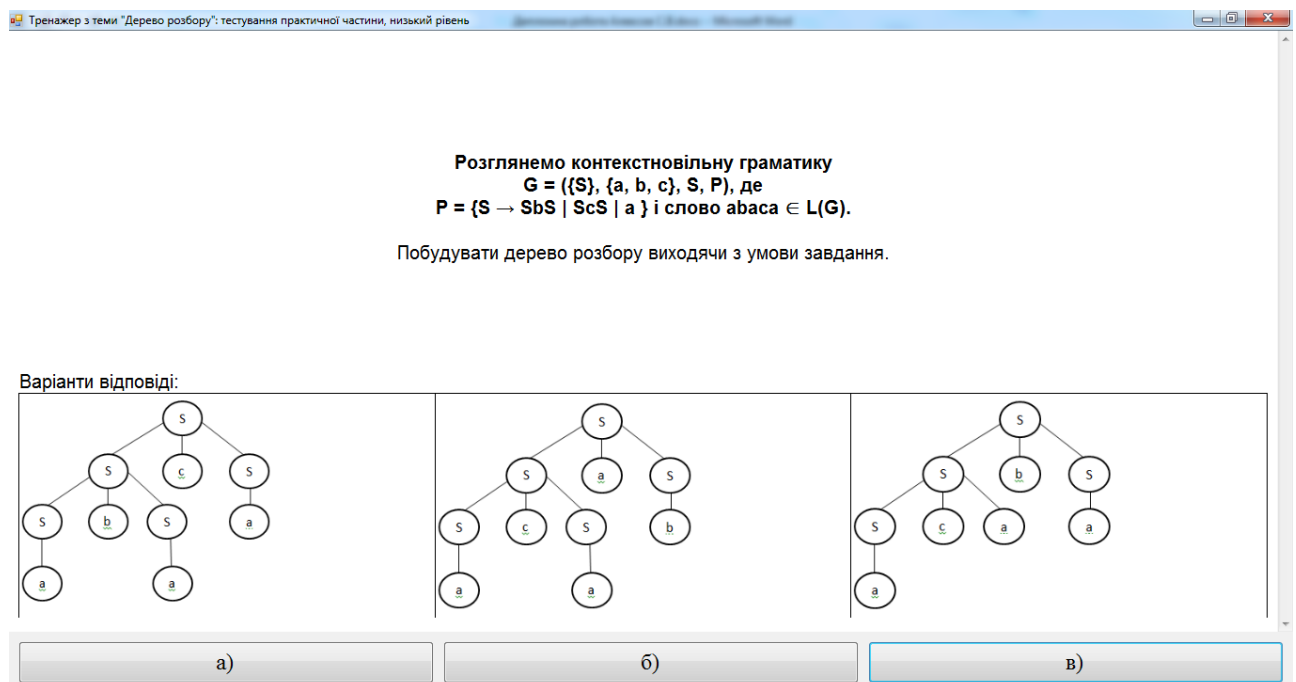 Тренажер з теми "Дерево розбору": тестування практичної частини, низький рівень
Розглянемо контекстновільну граматику
G = ({S}, {a, b, c}, S, P), де
P = {S → SbS | ScS | a } і слово abaca ∈ L(G).
Побудувати дерево розбору виходячи з умови завдання.
Варіанти відповіді:
S S S
S c S S a S S b S
S b S a S c S b S c a a
a a a a a
а) б) в)